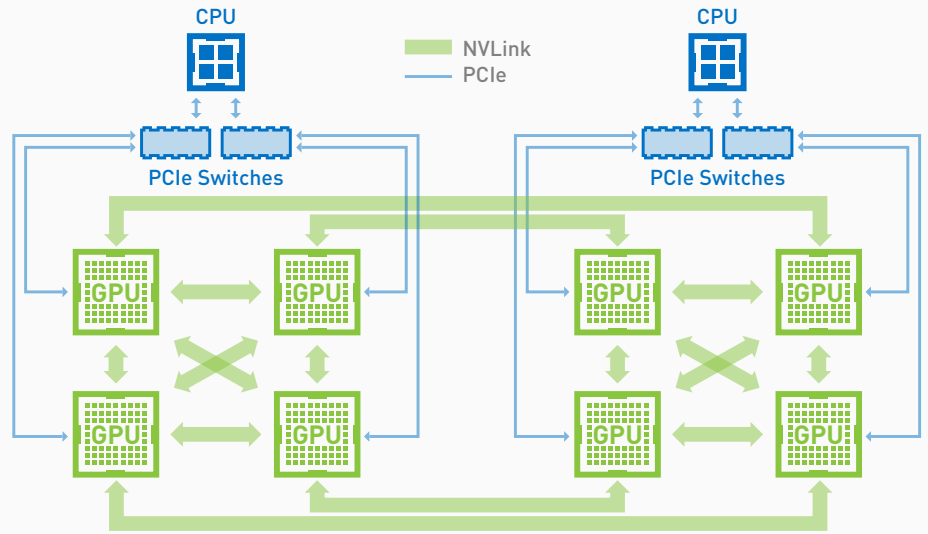 CPU
CPU
NVLink
PCIe
PCIe Switches
PCIe Switches
GPU
GPU
GPU
GPU
GPU
GPU
GPU
GPU